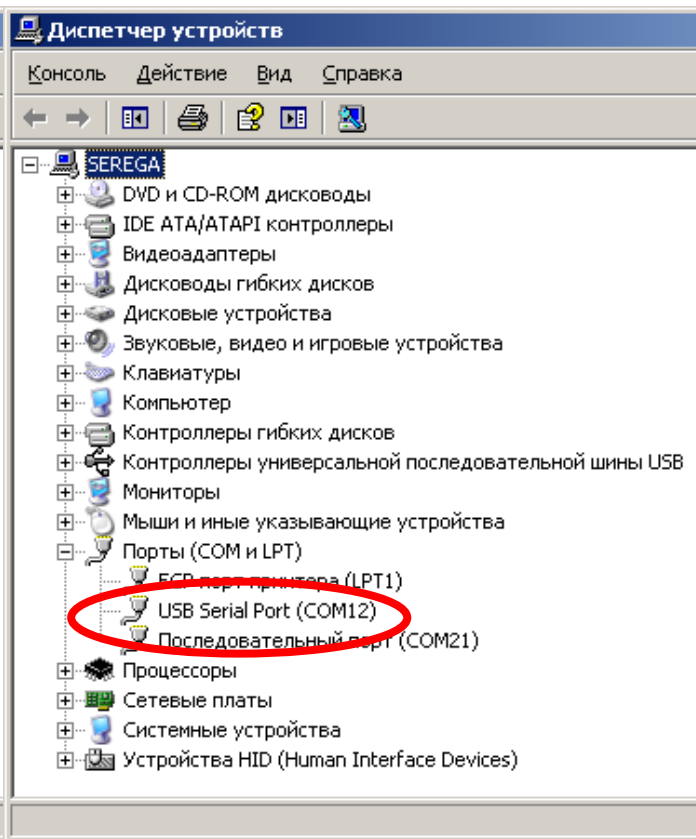 Диспетчер устройств
Консоль Действие Вид Справка
SEREGA
DVD и CD-ROM дисководы
IDE ATA/ATAPI контроллеры
Видеоадаптеры
Дисководы гибких дисков
Дисковые устройства
Звуковые, видео и игровые устройства
Клавиатуры
Компьютер
Контроллеры гибких дисков
Контроллеры универсальной последовательной шины USB
Мониторы
Мыши и иные указывающие устройства
Порты (COM и LPT)
ECP порт принтера (LPT1)
USB Serial Port (COM12)
Последовательный порт (COM21)
Процессоры
Сетевые платы
Системные устройства
Устройства HID (Human Interface Devices)